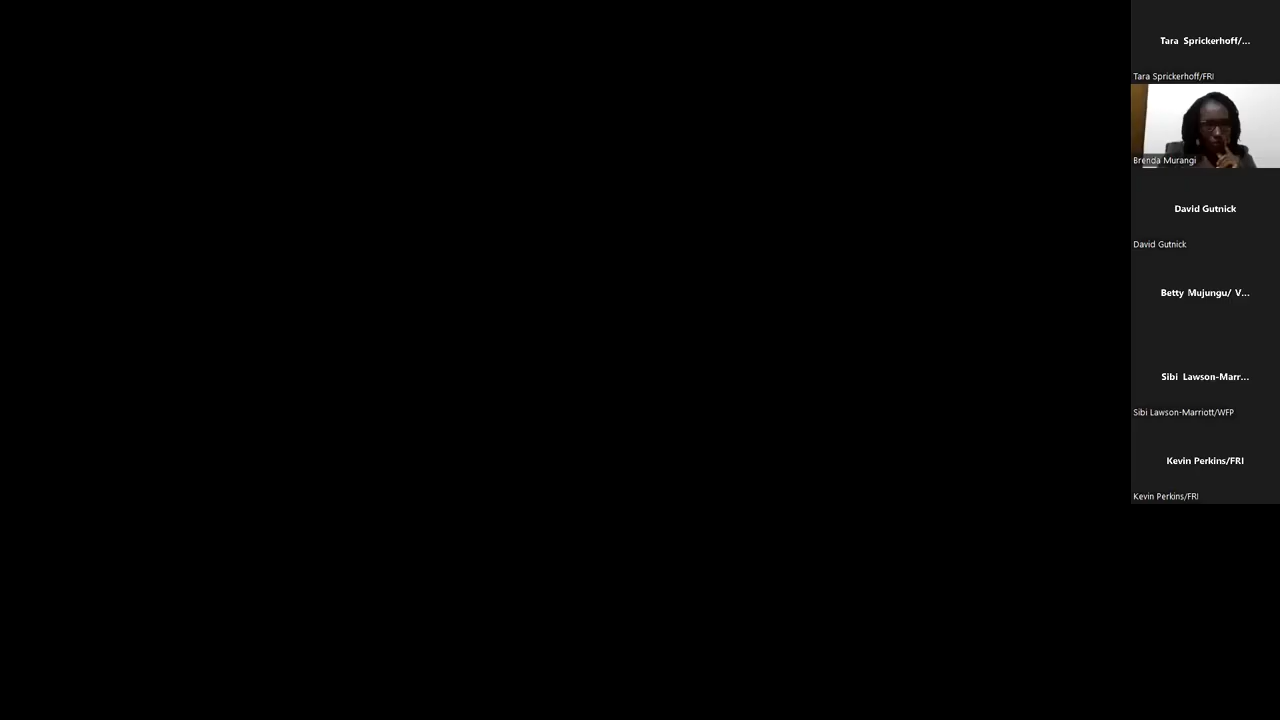 Tara Sprickerhoff/...
Tara Sprickerhoff/FRI
Brenda Murangi
David Gutnick
David Gutnick
Betty Mujungu/ V...
Sibi Lawson-Marr...
Sibi Lawson-Marriott/WFP
Kevin Perkins/FRI
Kevin Perkins/FRI